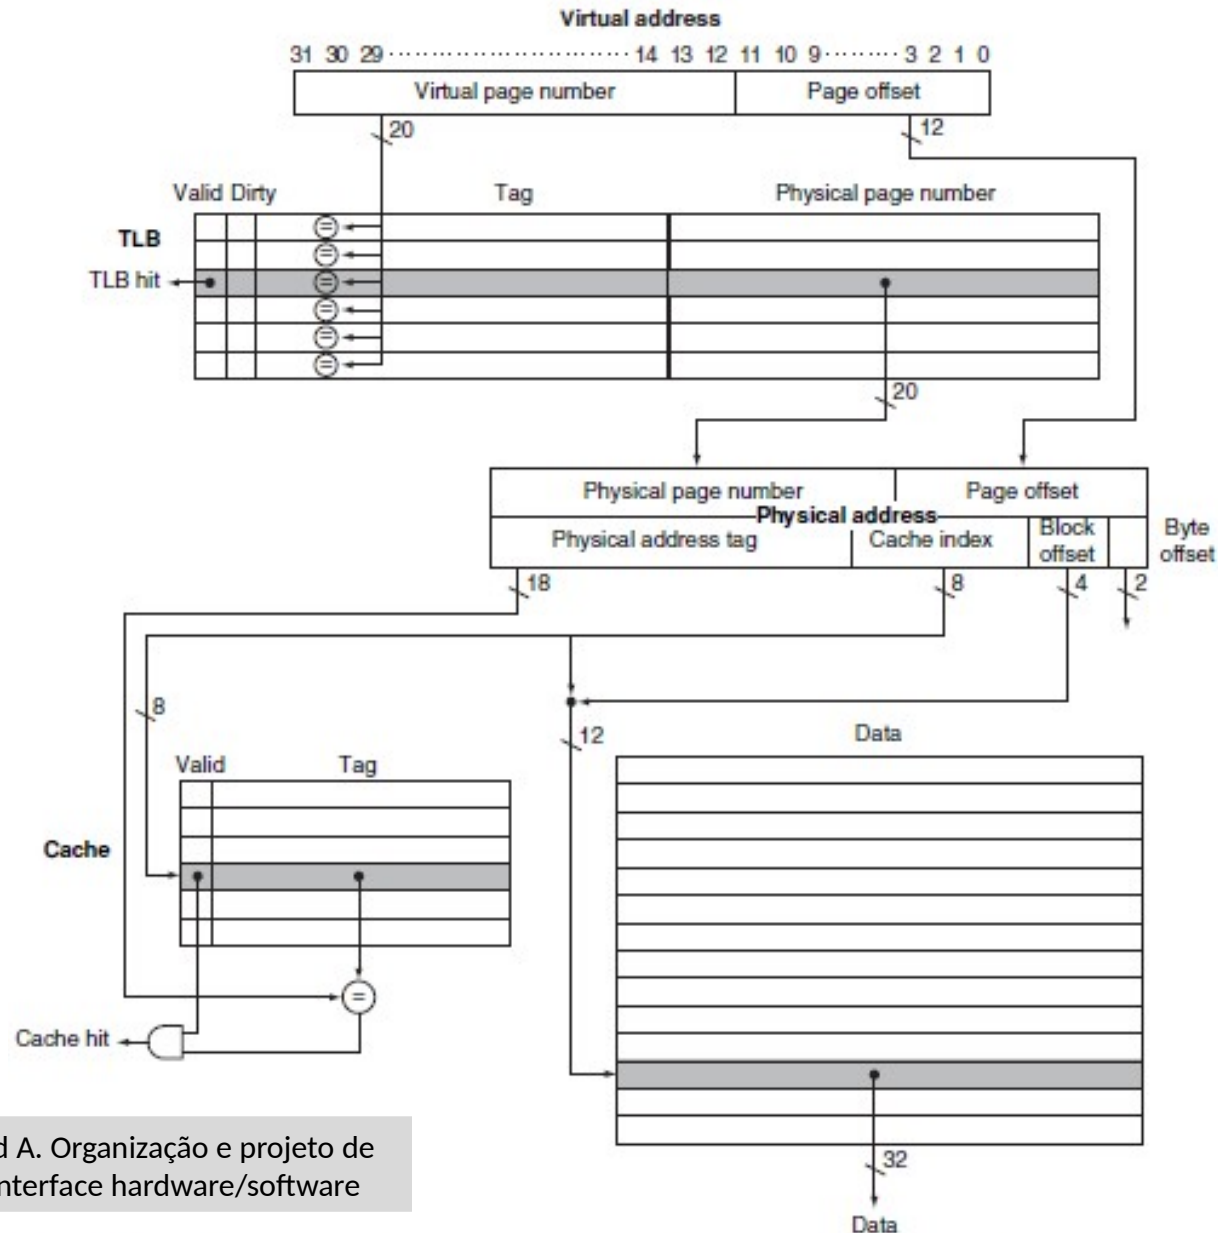 Virtual address
31 30 29 ........................... 14 13 12 11 10 9 ........ 3 2 1 0
Virtual page number Page offset
20 12
Valid Dirty Tag Physical page number
TLB
TLB hit
=
=
=
=
=
=
20
Physical page number Page offset
Physical address
Physical address tag Cache index Block offset Byte offset
18 8 4 2
8
12
Data
Valid Tag
Cache
=
Cache hit
d A. Organização e projeto de
nterface hardware/software
32
Data